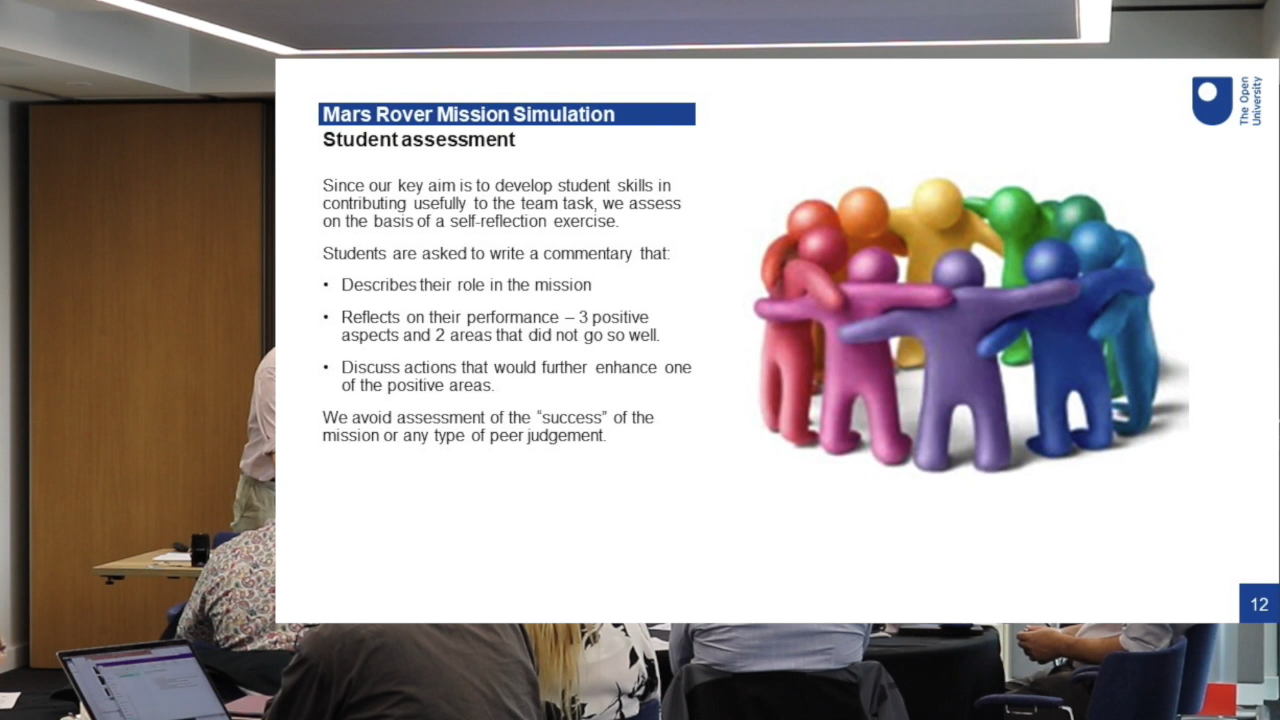 Mars Rover Mission Simulation
Student assessment
The Open
University
Since our key aim is to develop student skills in
contributing usefully to the team task, we assess
on the basis of a self-reflection exercise.
Students are asked to write a commentary that:
• Describes their role in the mission
• Reflects on their performance – 3 positive
aspects and 2 areas that did not go so well.
• Discuss actions that would further enhance one
of the positive areas.
We avoid assessment of the “success” of the
mission or any type of peer judgement.
12